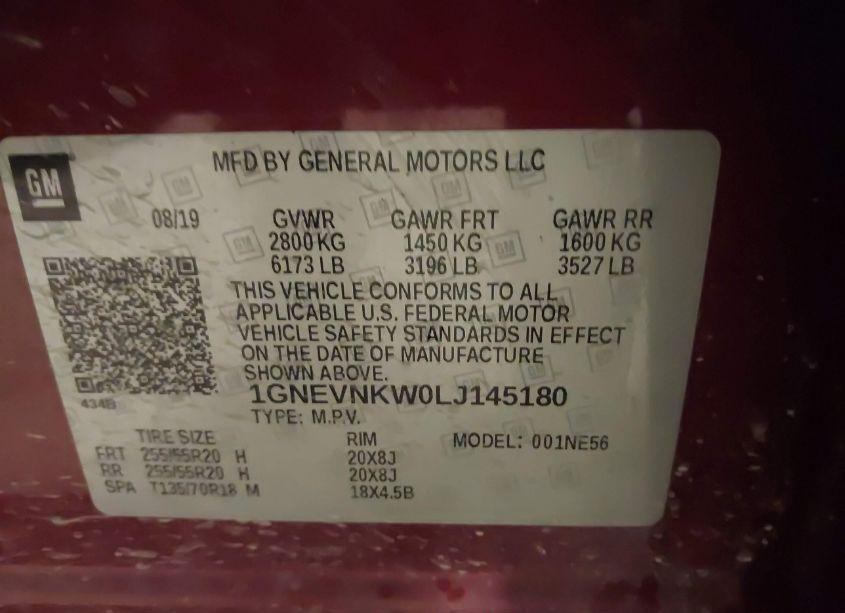 GM
MFD BY GENERAL MOTORS LLC
08/19 GVWR GAWR FRT GAWR RR
2800 KG 1450 KG 1600 KG
6173 LB 3196 LB 3527 LB
THIS VEHICLE CONFORMS TO ALL
APPLICABLE U.S. FEDERAL MOTOR
VEHICLE SAFETY STANDARDS IN EFFECT
ON THE DATE OF MANUFACTURE
SHOWN ABOVE.
434B
1GNEVNKW0LJ145180
TYPE: M.P.V.
TIRE SIZE RIM MODEL: 001NE56
FRT 255/55R20 H 20X8J
RR 255/55R20 H 20X8J
SPA T135/70R18 M 18X4.5B